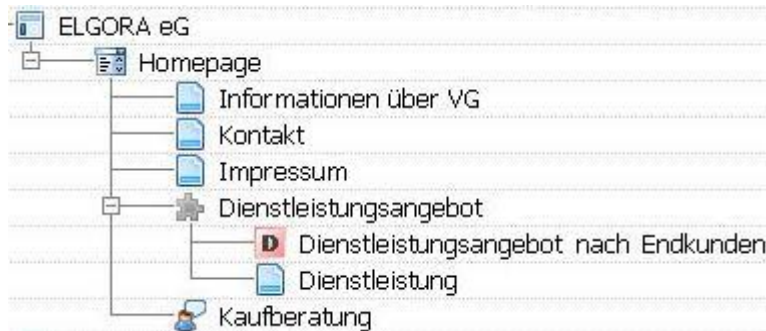 ELGORA eG
Homepage
Informationen über VG
Kontakt
Impressum
Dienstleistungsangebot
D Dienstleistungsangebot nach Endkunden
Dienstleistung
Kaufberatung